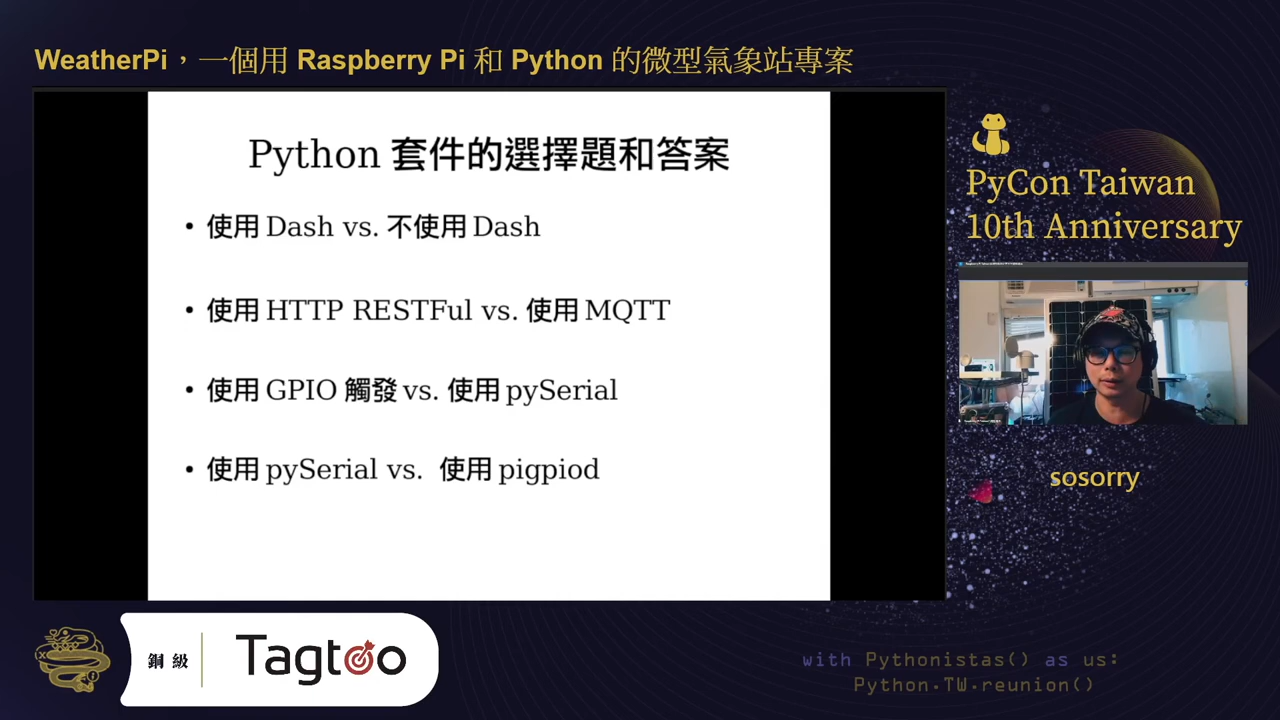 WeatherPi，一個用 Raspberry Pi 和 Python 的微型氣象站專案
Python 套件的選擇題和答案
• 使用 Dash vs. 不使用 Dash
• 使用 HTTP RESTFul vs. 使用 MQTT
• 使用 GPIO 觸發 vs. 使用 pySerial
• 使用 pySerial vs. 使用 pigpiod
PyCon Taiwan
10th Anniversary
sosorry
銅級
Tagtoo
with Pythonistas() as us:
Python.TW.reunion()